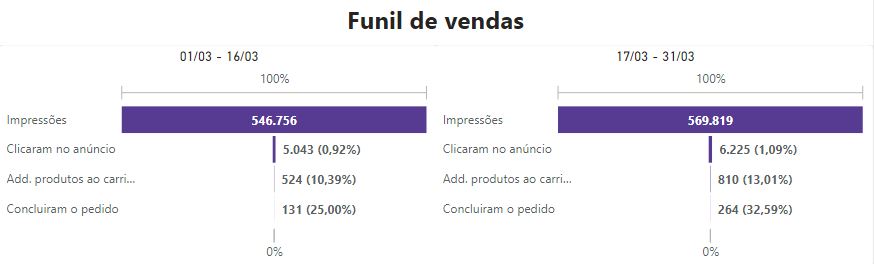 Funil de vendas
01/03 - 16/03
100%
Impressões
546.756
Clicaram no anúncio
5.043 (0,92%)
Add. produtos ao carri...
524 (10,39%)
Concluiram o pedido
131 (25,00%)
0%
17/03 - 31/03
100%
Impressões
569.819
Clicaram no anúncio
6.225 (1,09%)
Add. produtos ao carri...
810 (13,01%)
Concluiram o pedido
264 (32,59%)
0%